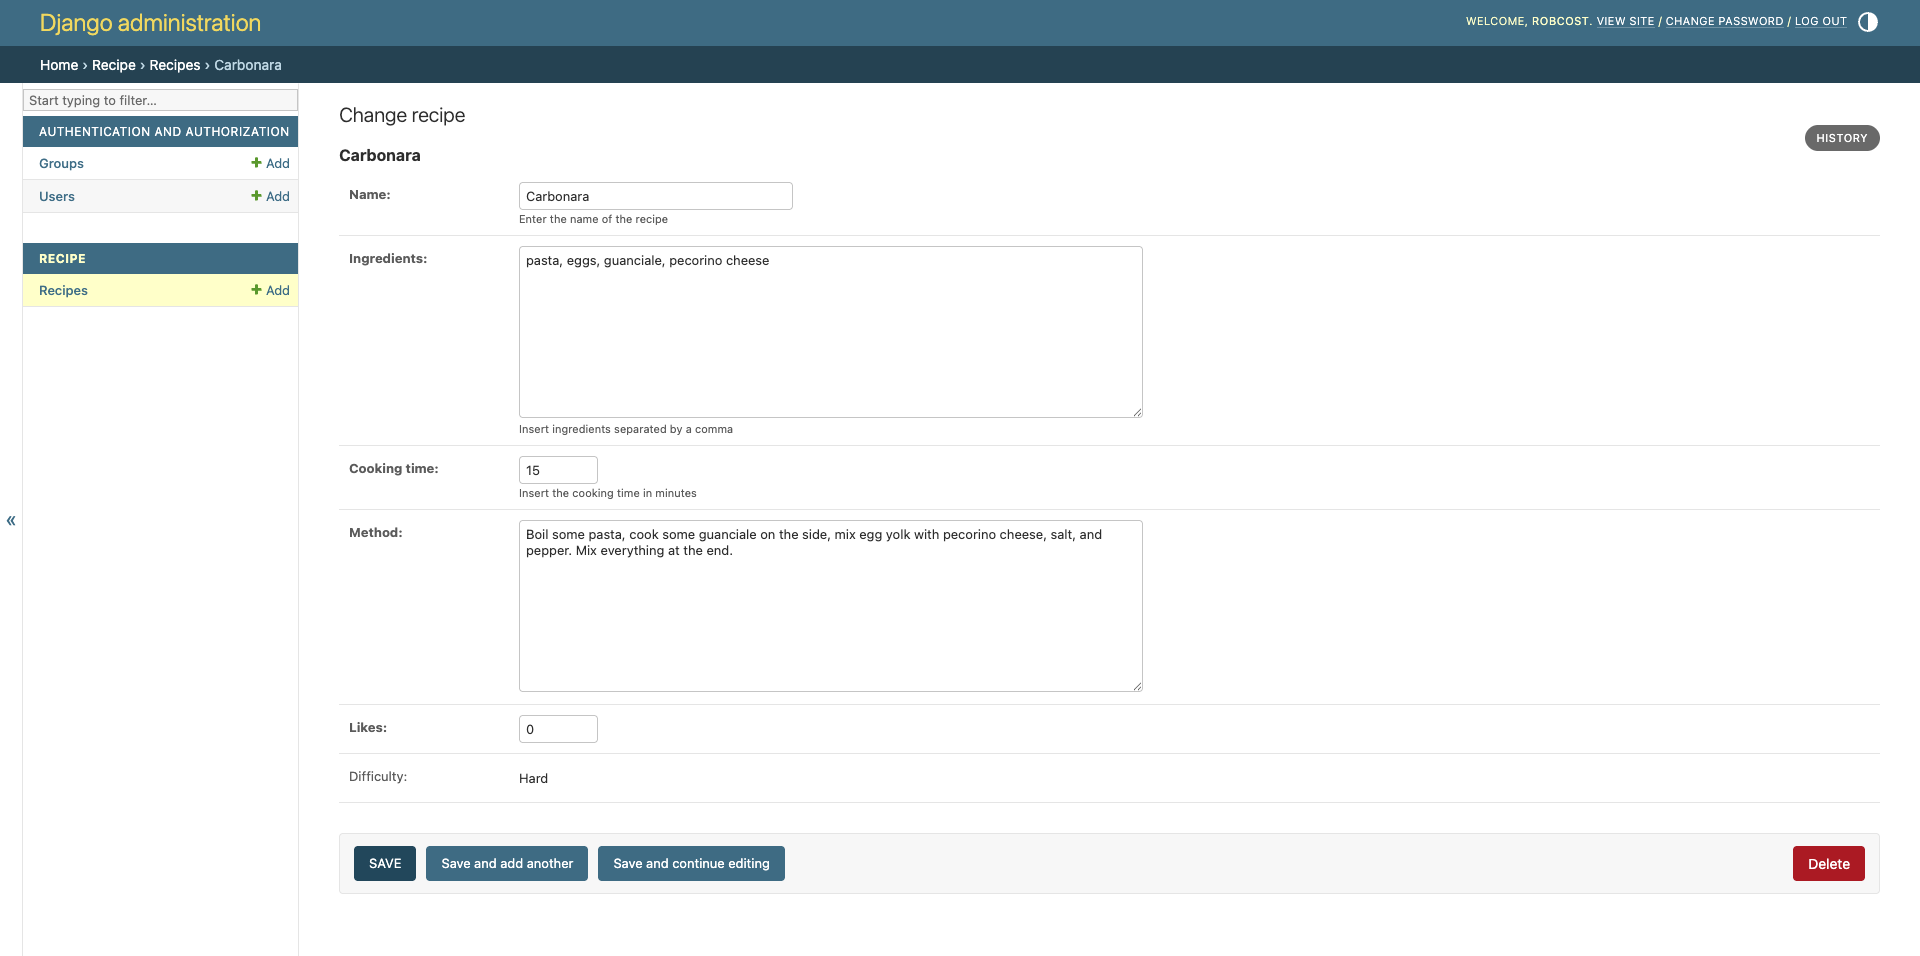 Django administration
WELCOME, ROBCOST. VIEW SITE / CHANGE PASSWORD / LOG OUT
Home › Recipe › Recipes › Carbonara
Start typing to filter...
AUTHENTICATION AND AUTHORIZATION
Groups + Add
Users + Add
RECIPE
Recipes + Add
«
Change recipe
HISTORY
Carbonara
Name: Carbonara
Enter the name of the recipe
Ingredients: pasta, eggs, guanciale, pecorino cheese
Insert ingredients separated by a comma
Cooking time: 15
Insert the cooking time in minutes
Method: Boil some pasta, cook some guanciale on the side, mix egg yolk with pecorino cheese, salt, and
pepper. Mix everything at the end.
Likes: 0
Difficulty: Hard
SAVE Save and add another Save and continue editing Delete